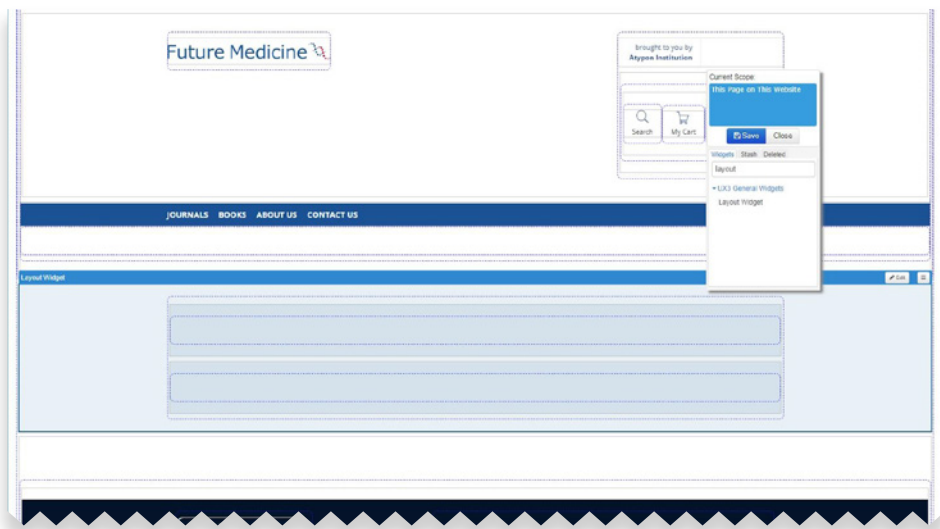 Future Medicine
brought to you by
Atypon Institution
Search
My Cart
Current Scope:
This Page on This Website
Save
Close
Widgets
Stash
Deleted
layout
UX3 General Widgets
Layout Widget
JOURNALS BOOKS ABOUT US CONTACT US
Layout Widget
Edit